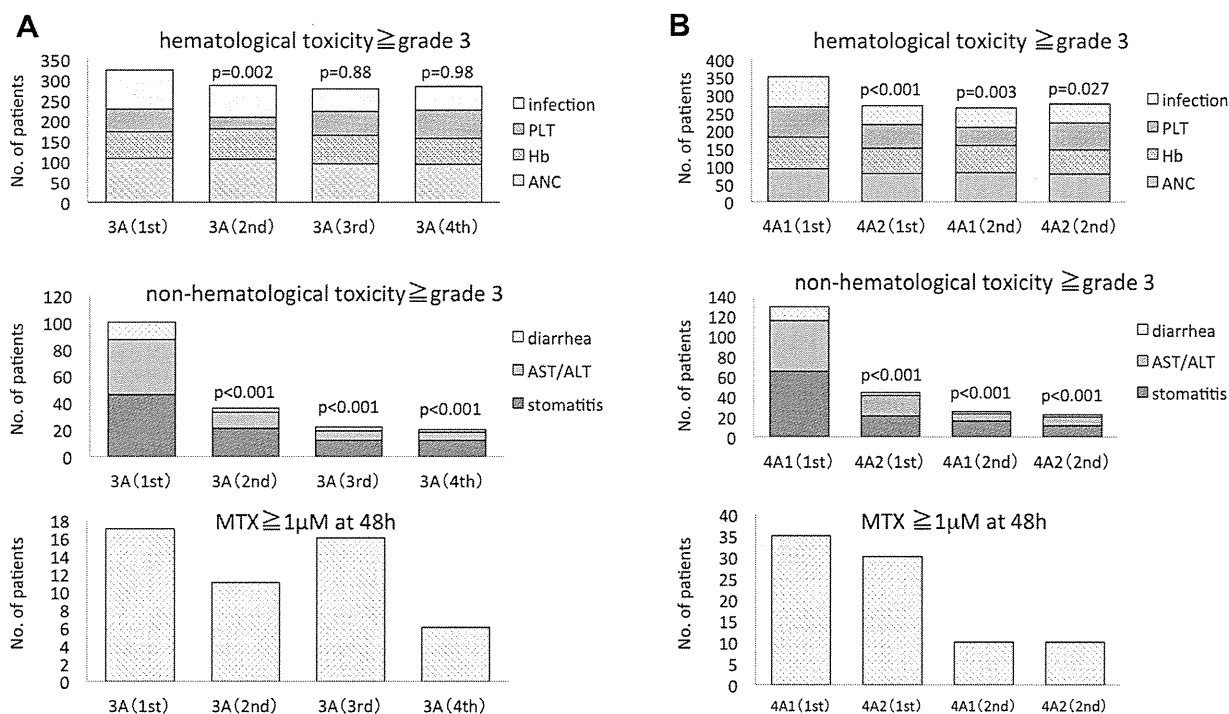 A
hematological toxicity ≧ grade 3
No. of patients
350
300
250
200
150
100
50
0
p=0.002
p=0.88
p=0.98
infection
PLT
Hb
ANC
3A (1st)
3A (2nd)
3A (3rd)
3A (4th)
non-hematological toxicity ≧ grade 3
No. of patients
120
100
80
60
40
20
0
p<0.001
p<0.001
p<0.001
diarrhea
AST/ALT
stomatitis
3A (1st)
3A (2nd)
3A (3rd)
3A (4th)
MTX ≧ 1μM at 48h
No. of patients
18
16
14
12
10
8
6
4
2
0
3A (1st)
3A (2nd)
3A (3rd)
3A (4th)
B
hematological toxicity ≧ grade 3
No. of patients
400
350
300
250
200
150
100
50
0
p<0.001
p=0.003
p=0.027
infection
PLT
Hb
ANC
4A1 (1st)
4A2 (1st)
4A1 (2nd)
4A2 (2nd)
non-hematological toxicity ≧ grade 3
No. of patients
140
120
100
80
60
40
20
0
p<0.001
p<0.001
p<0.001
diarrhea
AST/ALT
stomatitis
4A1 (1st)
4A2 (1st)
4A1 (2nd)
4A2 (2nd)
MTX ≧ 1μM at 48h
No. of patients
40
35
30
25
20
15
10
5
0
4A1 (1st)
4A2 (1st)
4A1 (2nd)
4A2 (2nd)